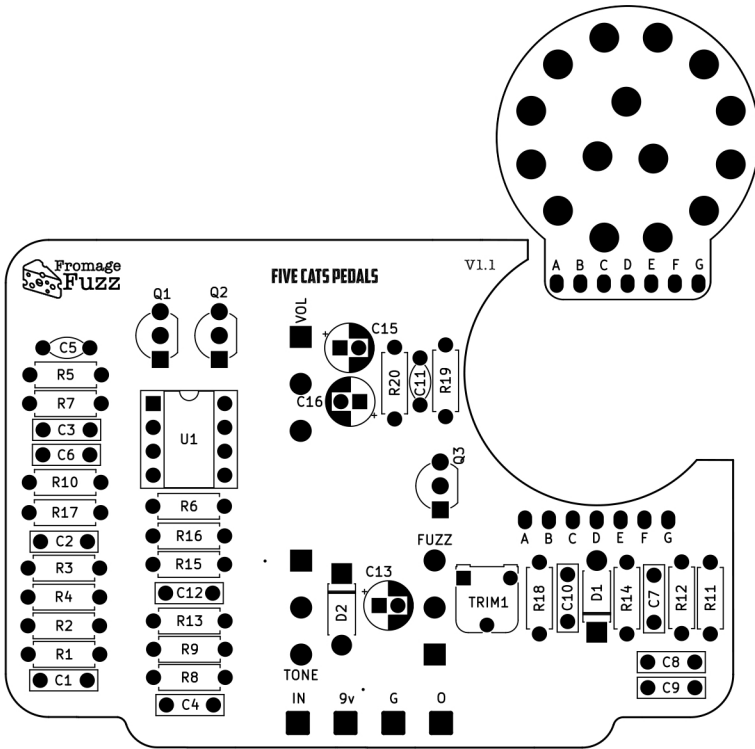 A B C D E F G
Fromage
Fuzz
FIVE CATS PEDALS
V1.1
Q1
Q2
VOL
C15
C5
R5
R7
C3
C6
U1
C16
R20
C11
R19
R10
R17
C2
R6
R16
R15
Q3
FUZZ
A B C D E F G
R3
R4
R2
R1
C1
C12
R13
R9
R8
C4
D2
C13
TRIM1
R18
C10
D1
R14
C7
R12
R11
TONE
C8
C9
IN 9v G O